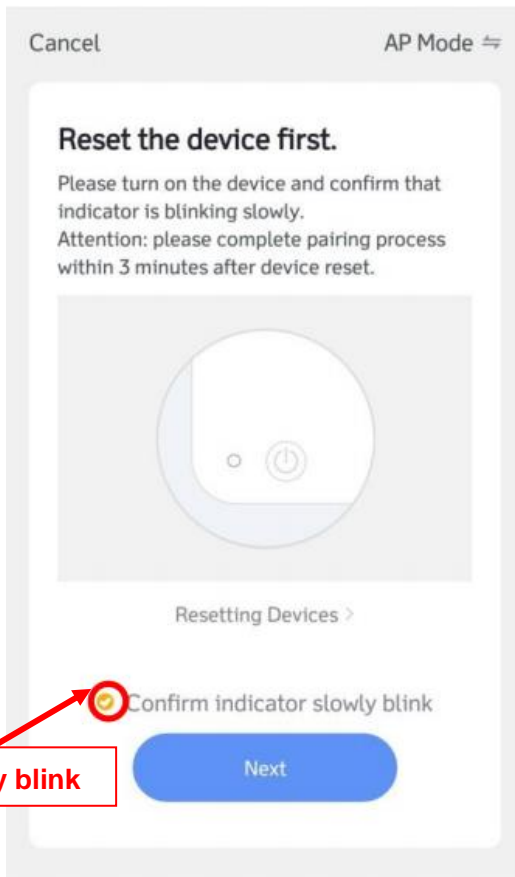 Cancel
AP Mode
Reset the device first.
Please turn on the device and confirm that
indicator is blinking slowly.
Attention: please complete pairing process
within 3 minutes after device reset.
Resetting Devices >
Confirm indicator slowly blink
Next
y blink